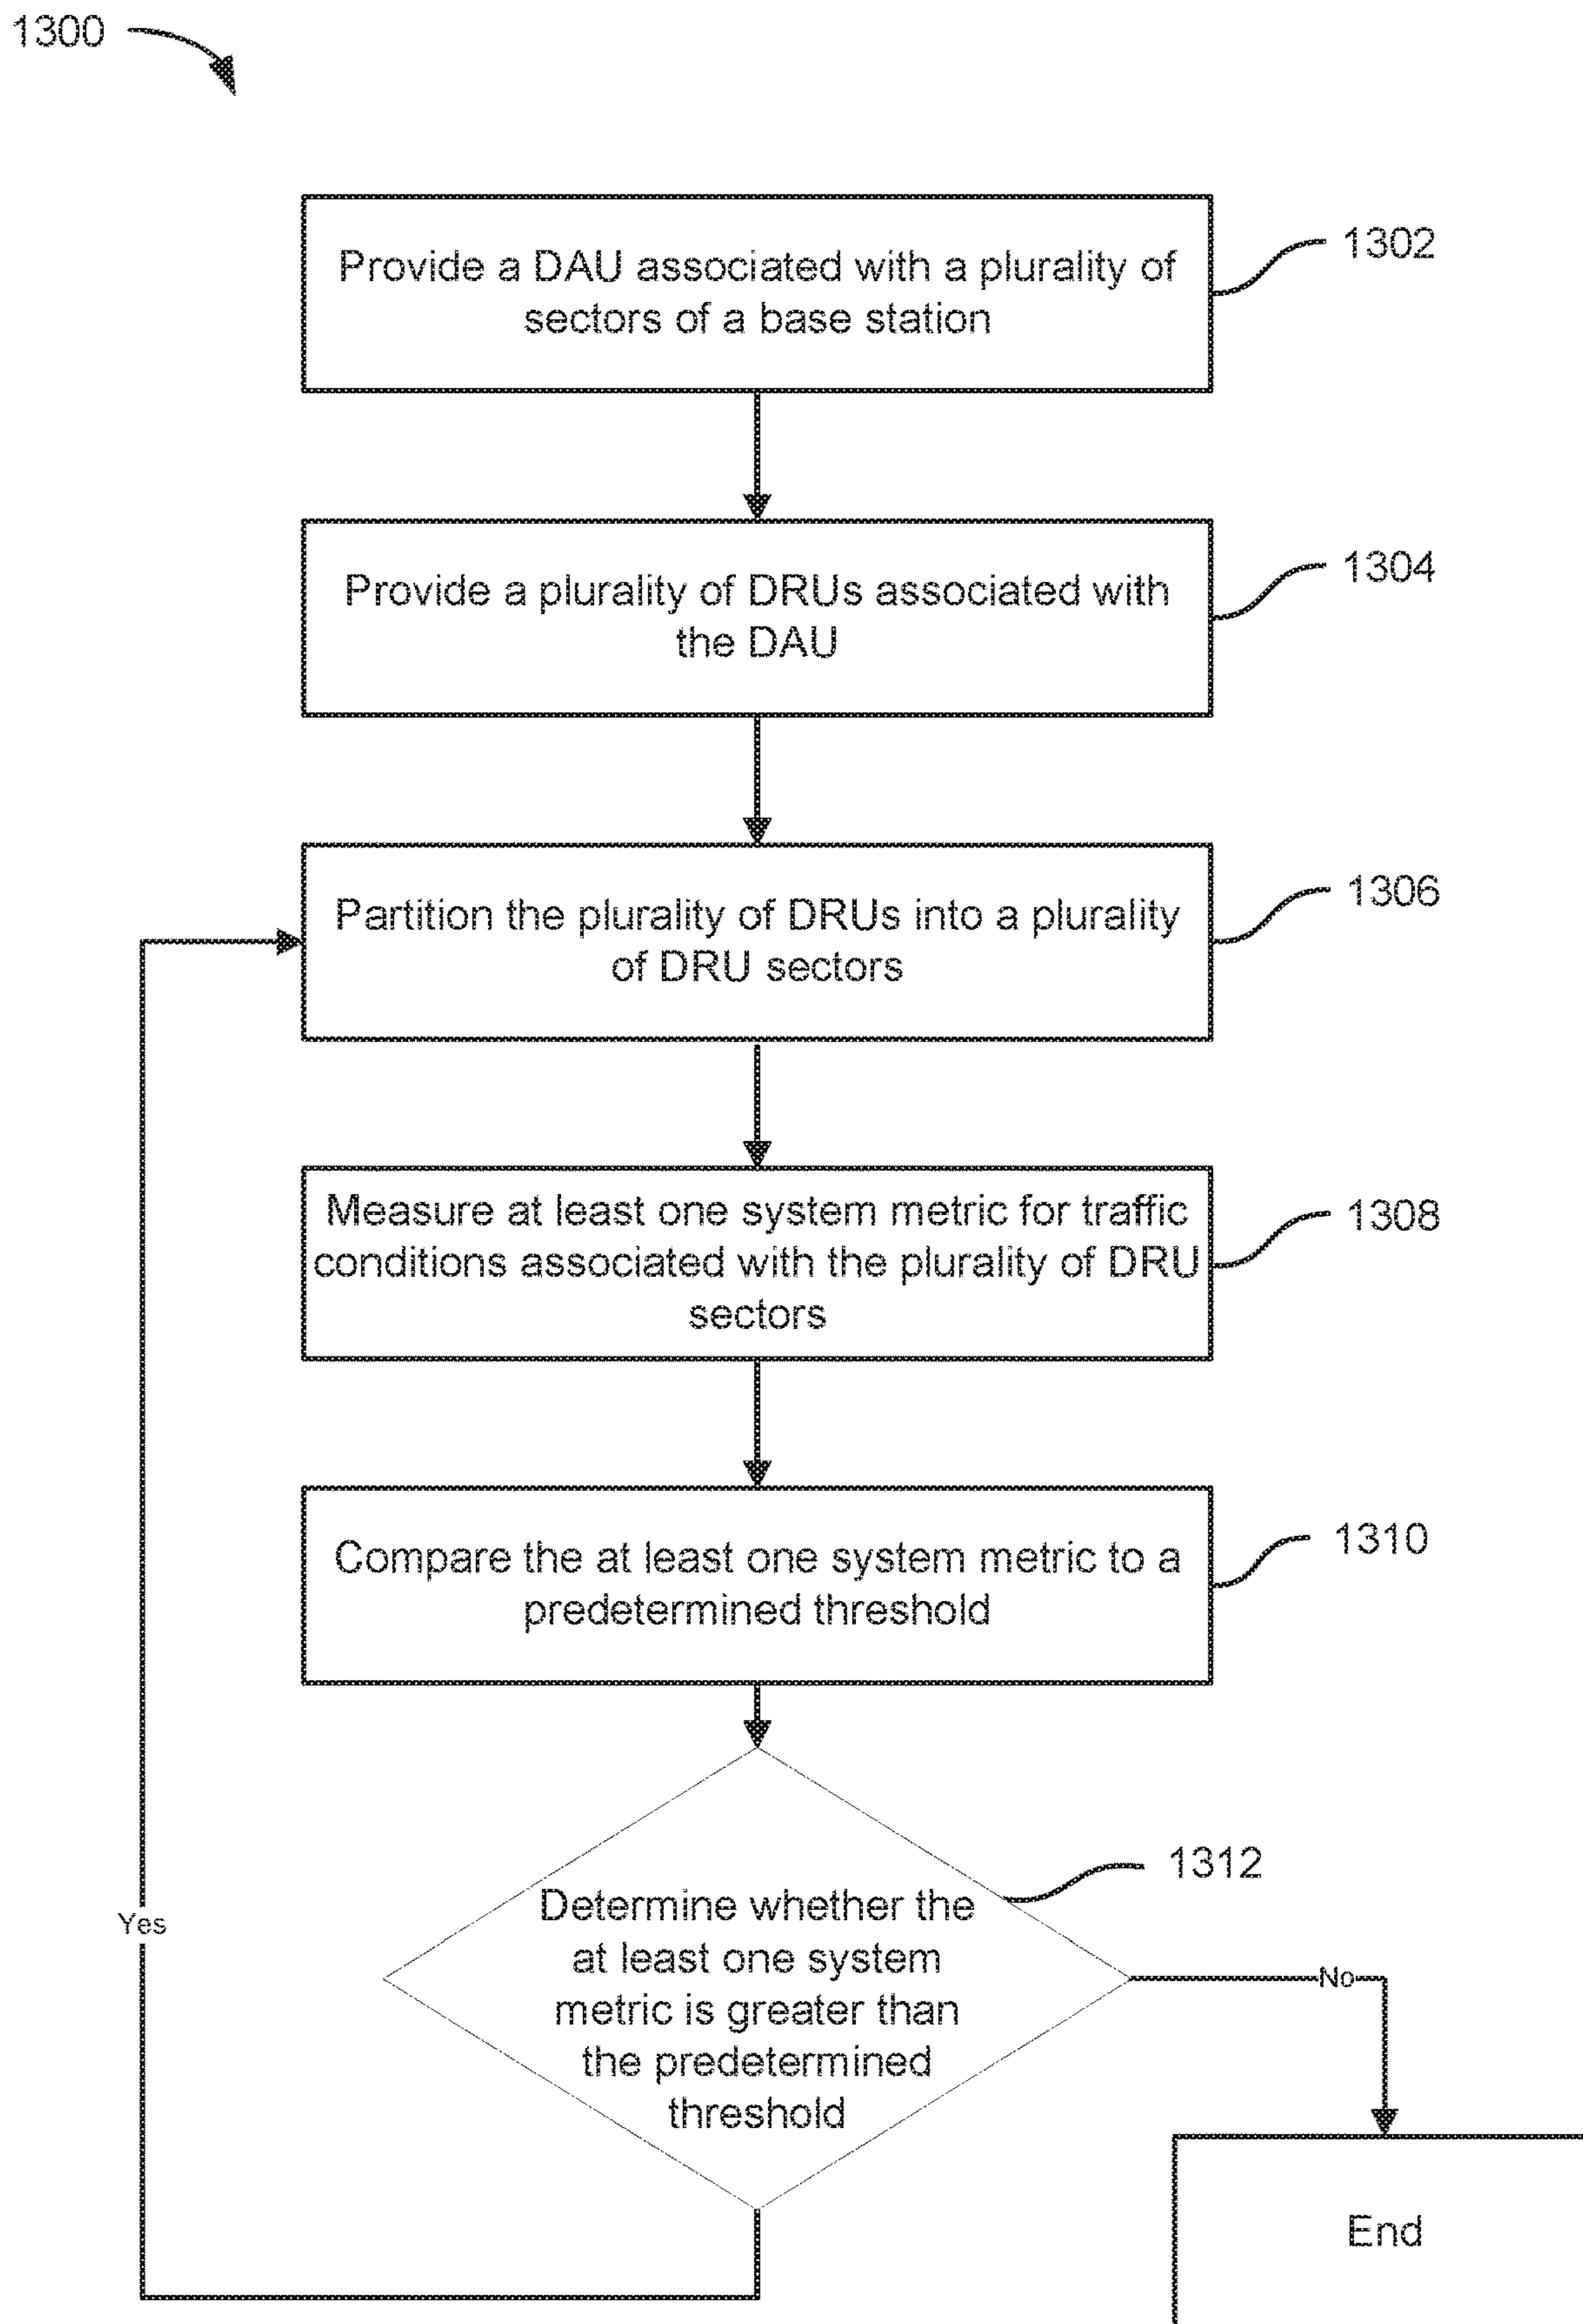 1300
Provide a DAU associated with a plurality of
sectors of a base station
1302
Provide a plurality of DRUs associated with
the DAU
1304
Partition the plurality of DRUs into a plurality
of DRU sectors
1306
Measure at least one system metric for traffic
conditions associated with the plurality of DRU
sectors
1308
Compare the at least one system metric to a
predetermined threshold
1310
Determine whether the
at least one system
metric is greater than
the predetermined
threshold
1312
Yes
No
End